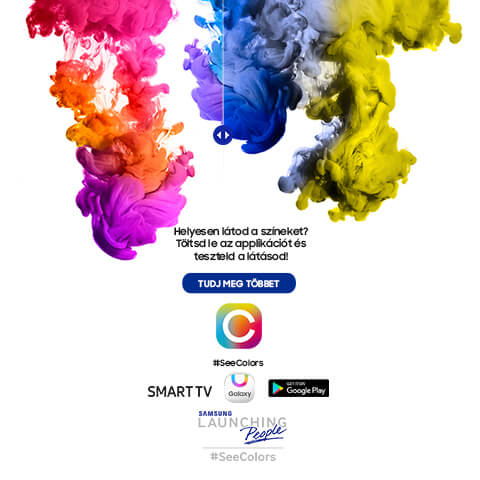 Helyesen látod a színeket?
Töltsd le az applikációt és
teszteld a látásod!
TUDJ MEG TÖBBET
C
#SeeColors
SMART TV
Galaxy
GET IT ON
Google Play
SAMSUNG
LAUNCHING
People
#SeeColors